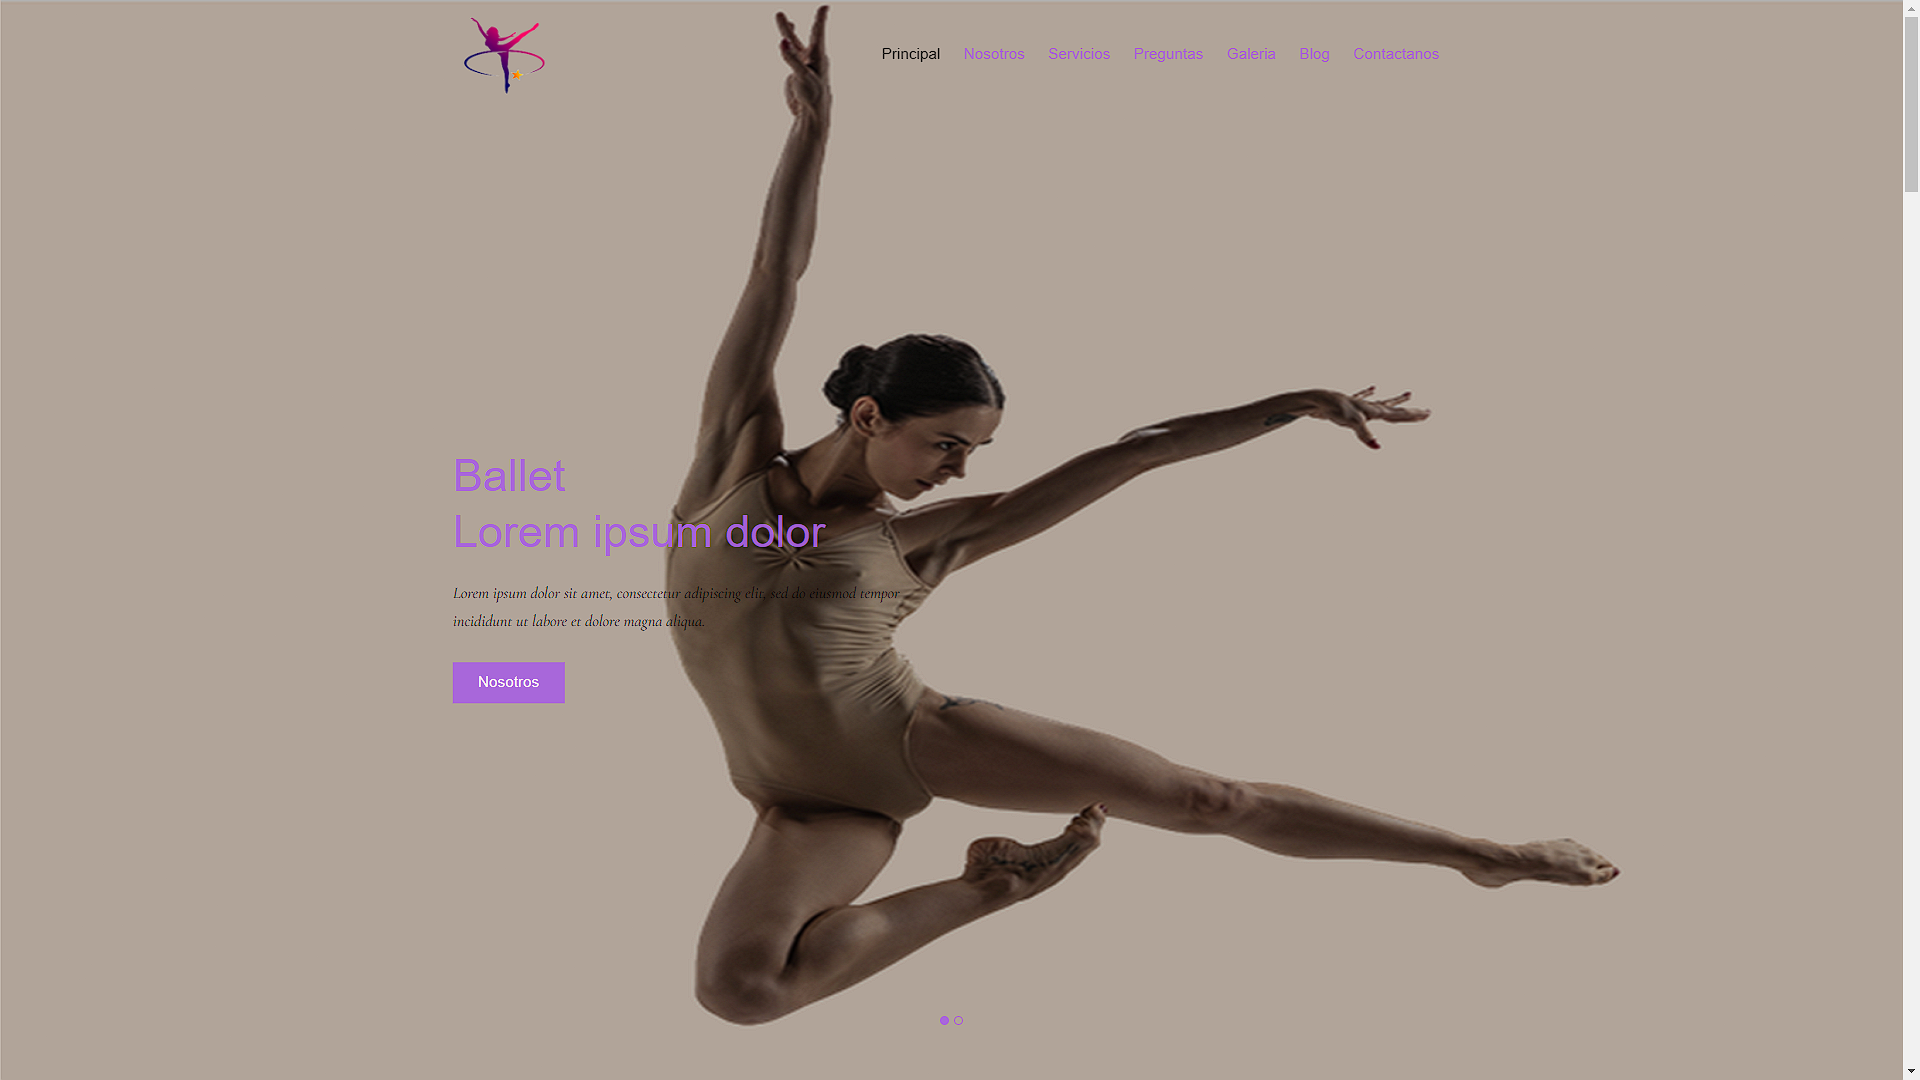 Principal Nosotros Servicios Preguntas Galeria Blog Contactanos
Ballet
Lorem ipsum dolor
Lorem ipsum dolor sit amet, consectetur adipiscing elit, sed do eiusmod tempor
incididunt ut labore et dolore magna aliqua.
Nosotros